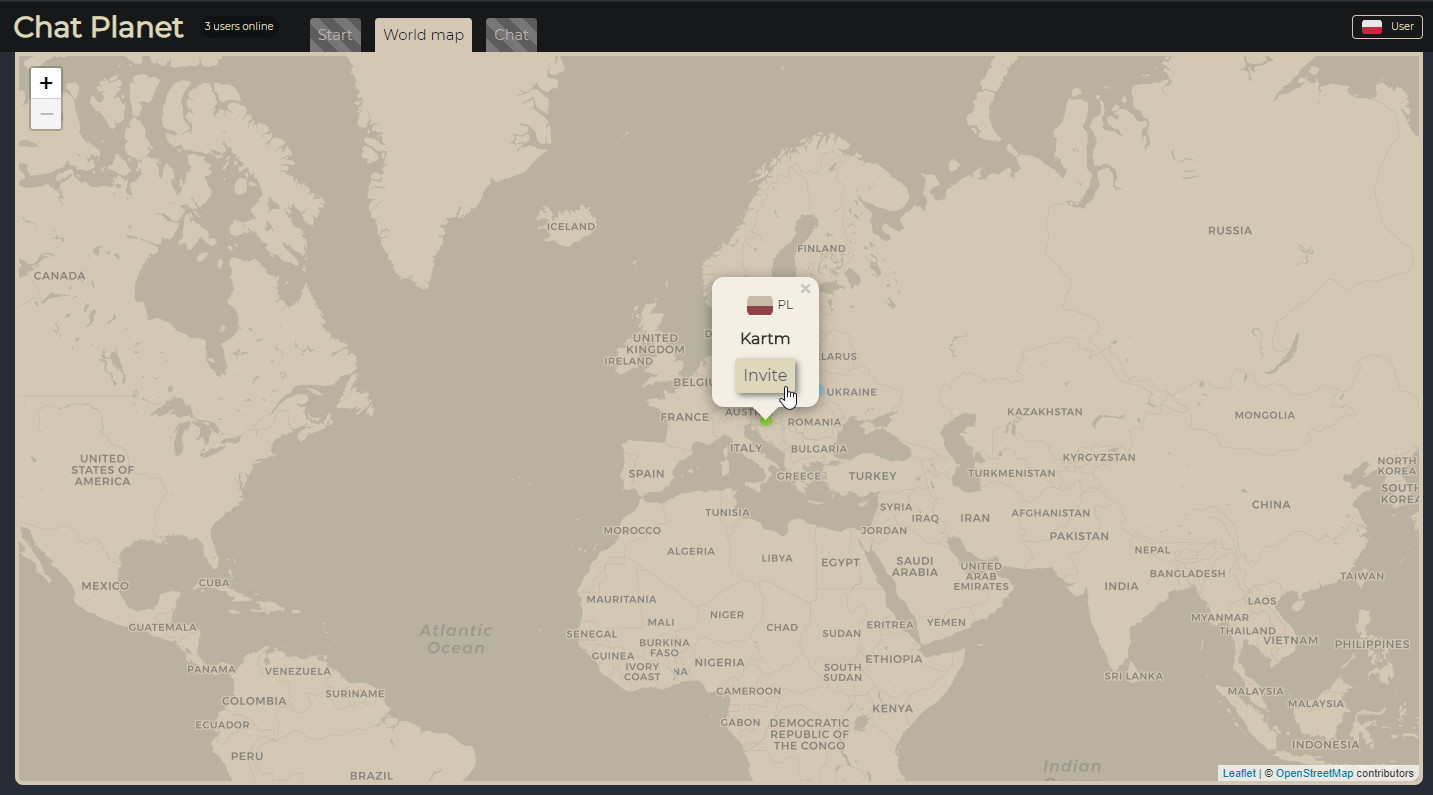 Chat Planet
3 users online
Start
World map
Chat
User
+
−
ICELAND
FINLAND
RUSSIA
CANADA
×
PL
Kartm
Invite
UNITED
KINGDOM
IRELAND
UKRAINE
FRANCE
ROMANIA
KAZAKHSTAN
MONGOLIA
ITALY
BULGARIA
KYRGYZSTAN
UNITED
STATES OF
AMERICA
SPAIN
GREECE
TURKEY
TURKMENISTAN
NORTH
KOREA
SOUTH
KOREA
SYRIA
CHINA
TUNISIA
IRAQ
IRAN
AFGHANISTAN
MOROCCO
JORDAN
PAKISTAN
ALGERIA
LIBYA
EGYPT
SAUDI
ARABIA
UNITED
ARAB
EMIRATES
NEPAL
BANGLADESH
TAIWAN
MEXICO
CUBA
INDIA
MAURITANIA
LAOS
GUATEMALA
Atlantic
Ocean
MALI
NIGER
CHAD
SUDAN
ERITREA
YEMEN
MYANMAR
THAILAND
VIETNAM
PHILIPPINES
SENEGAL
BURKINA
FASO
GUINEA
IVORY
COAST
NA
NIGERIA
SOUTH
SUDAN
ETHIOPIA
PANAMA
VENEZUELA
SRI LANKA
COLOMBIA
SURINAME
CAMEROON
KENYA
MALAYSIA
MALAYSIA
ECUADOR
GABON
DEMOCRATIC
REPUBLIC OF
THE CONGO
INDONESIA
PERU
BRAZIL
Indian
Leaflet | © OpenStreetMap contributors